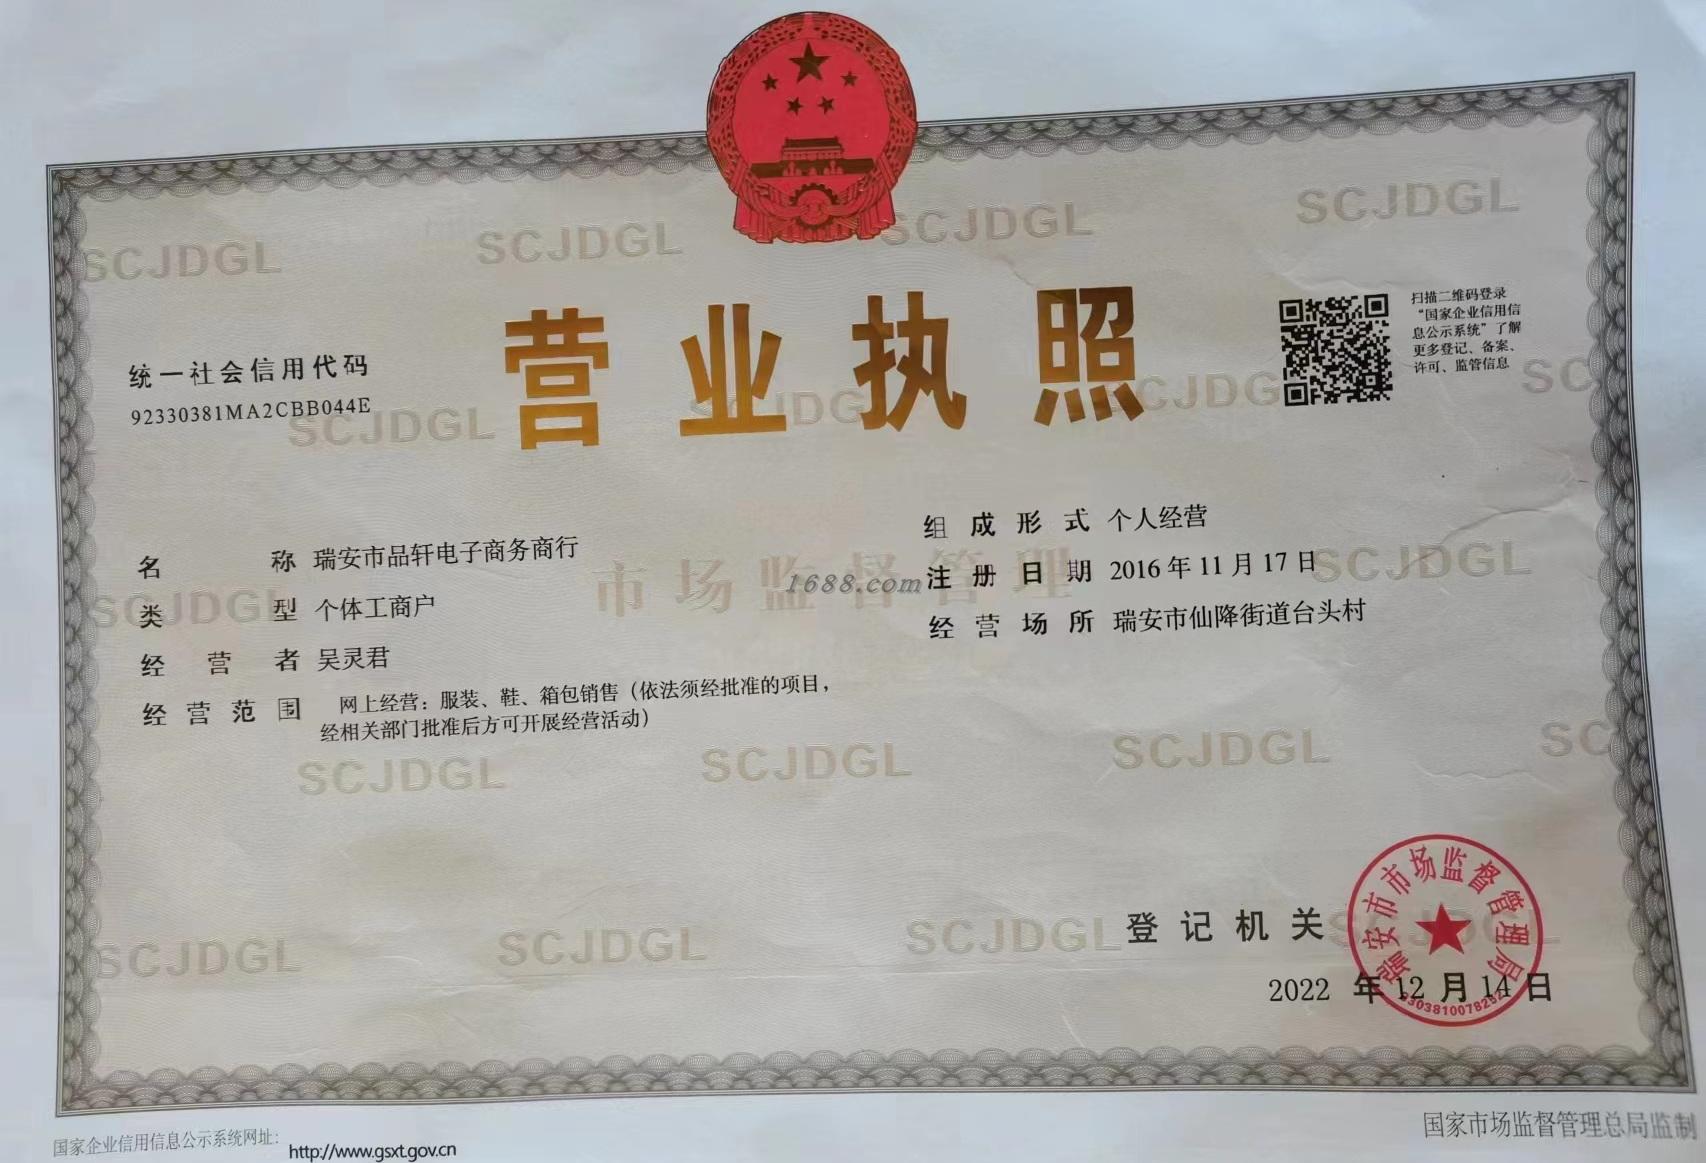 营业执照
统一社会信用代码
92330381MA2CBB044E
扫描二维码登录
“国家企业信用信
息公示系统”了解
更多登记、备案、
许可、监管信息
名称 瑞安市品轩电子商务商行
类型 个体工商户
经营者 吴灵君
经营范围 网上经营：服装、鞋、箱包销售（依法须经批准的项目，
经相关部门批准后方可开展经营活动）
组成形式 个人经营
注册日期 2016年11月17日
经营场所 瑞安市仙降街道台头村
市场监督管理
1688.com
SCJDGL
SCJDGL
SCJDGL
SCJDGL
SCJDGL
SCJDGL
SCJDGL
SCJDGL
SCJDGL
SCJDGL
SCJDGL
SCJDGL
SCJDGL
SCJDGL
登记机关
瑞安市市场监督管理局
2022年12月14日
国家企业信用信息公示系统网址：http://www.gsxt.gov.cn
国家市场监督管理总局监制